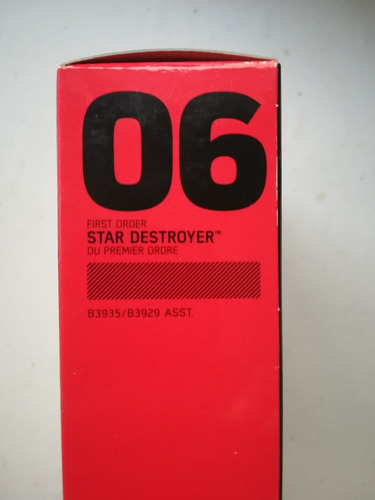 06
FIRST ORDER
STAR DESTROYER™
DU PREMIER ORDRE
B3935/B3929 ASST.